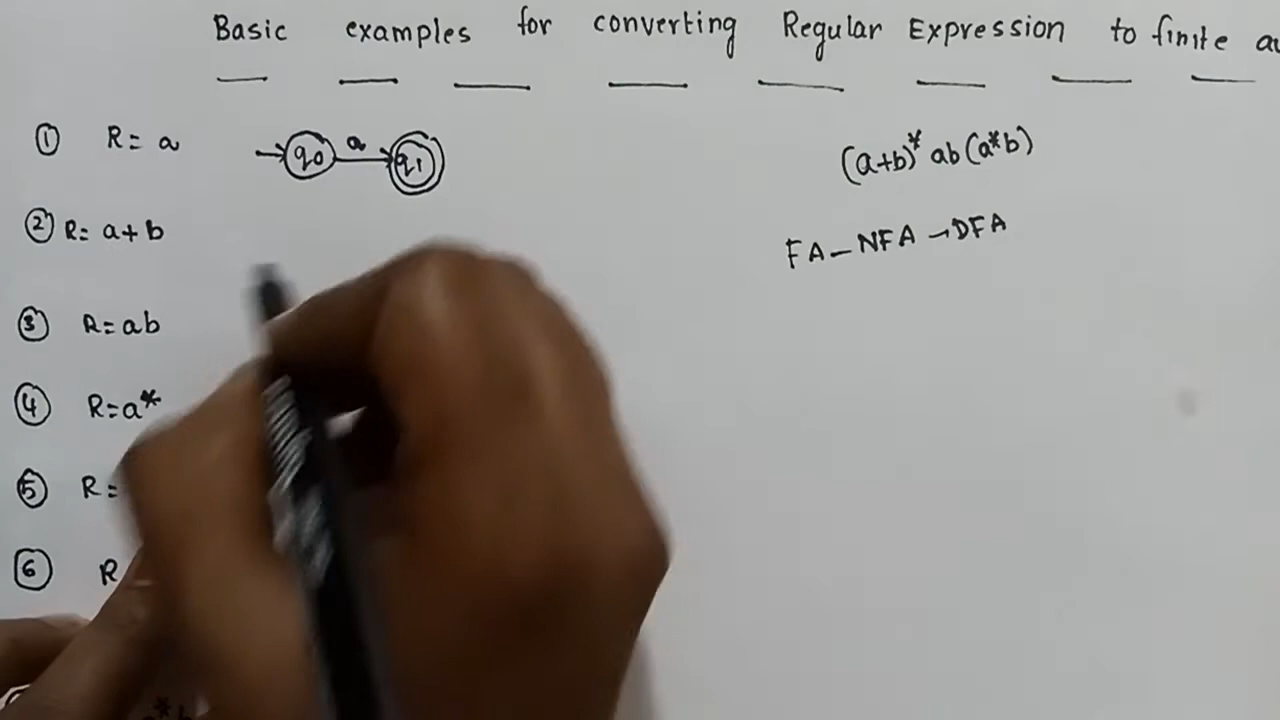 Basic examples for converting Regular Expression to finite
① R= a → q0 a q1
(a+b)* ab(a*b)
② R= a+b
FA-NFA→DFA
③ R=ab
④ R=a*
⑤ R=
⑥ R